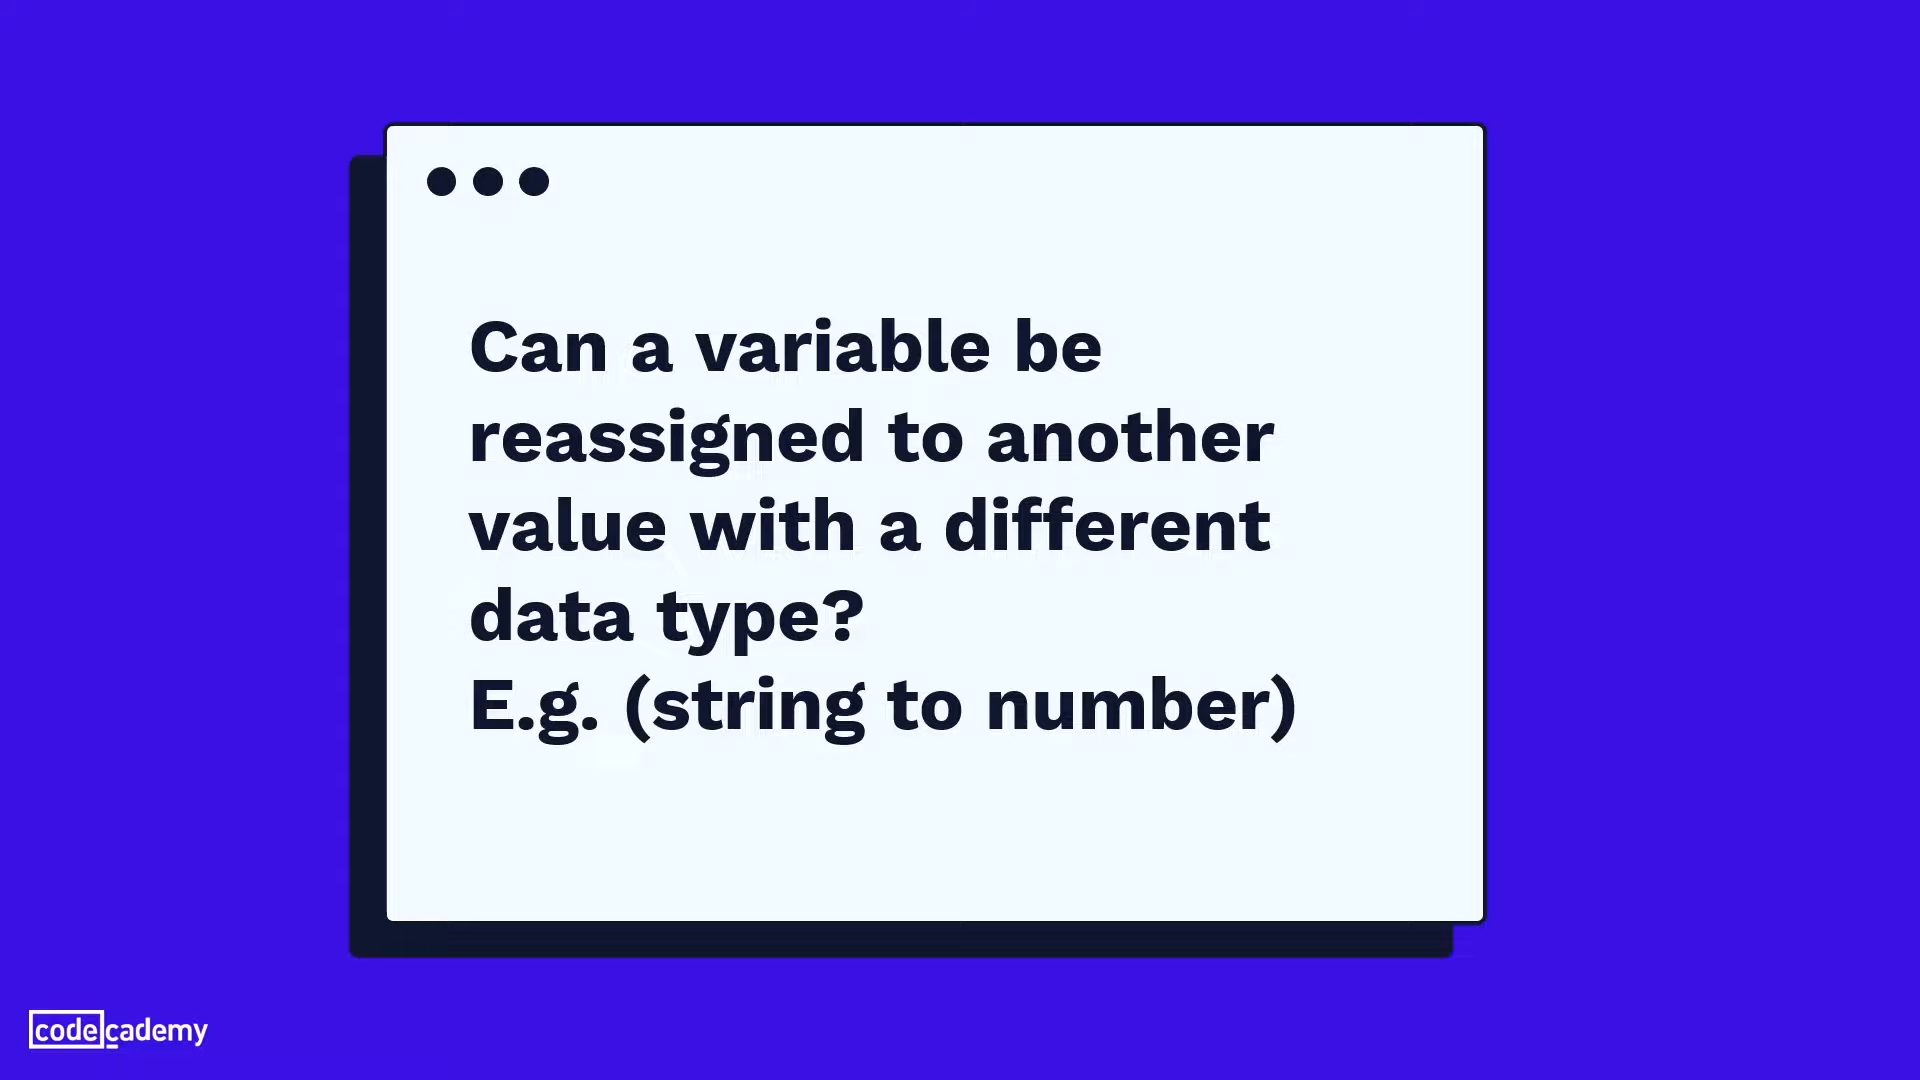 Can a variable be
reassigned to another
value with a different
data type?
E.g. (string to number)
codecademy